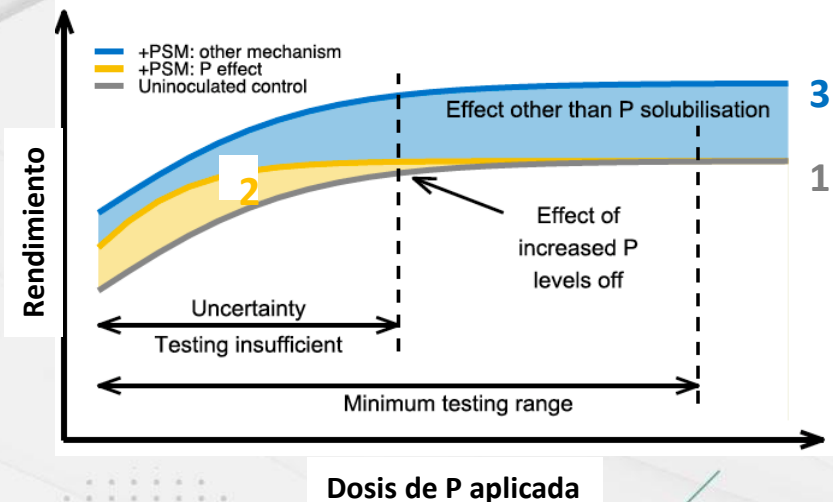 +PSM: other mechanism
+PSM: P effect
Uninoculated control
3
Effect other than P solubilisation
Rendimiento
2
1
Effect of
increased P
levels off
Uncertainty
Testing insufficient
Minimum testing range
Dosis de P aplicada